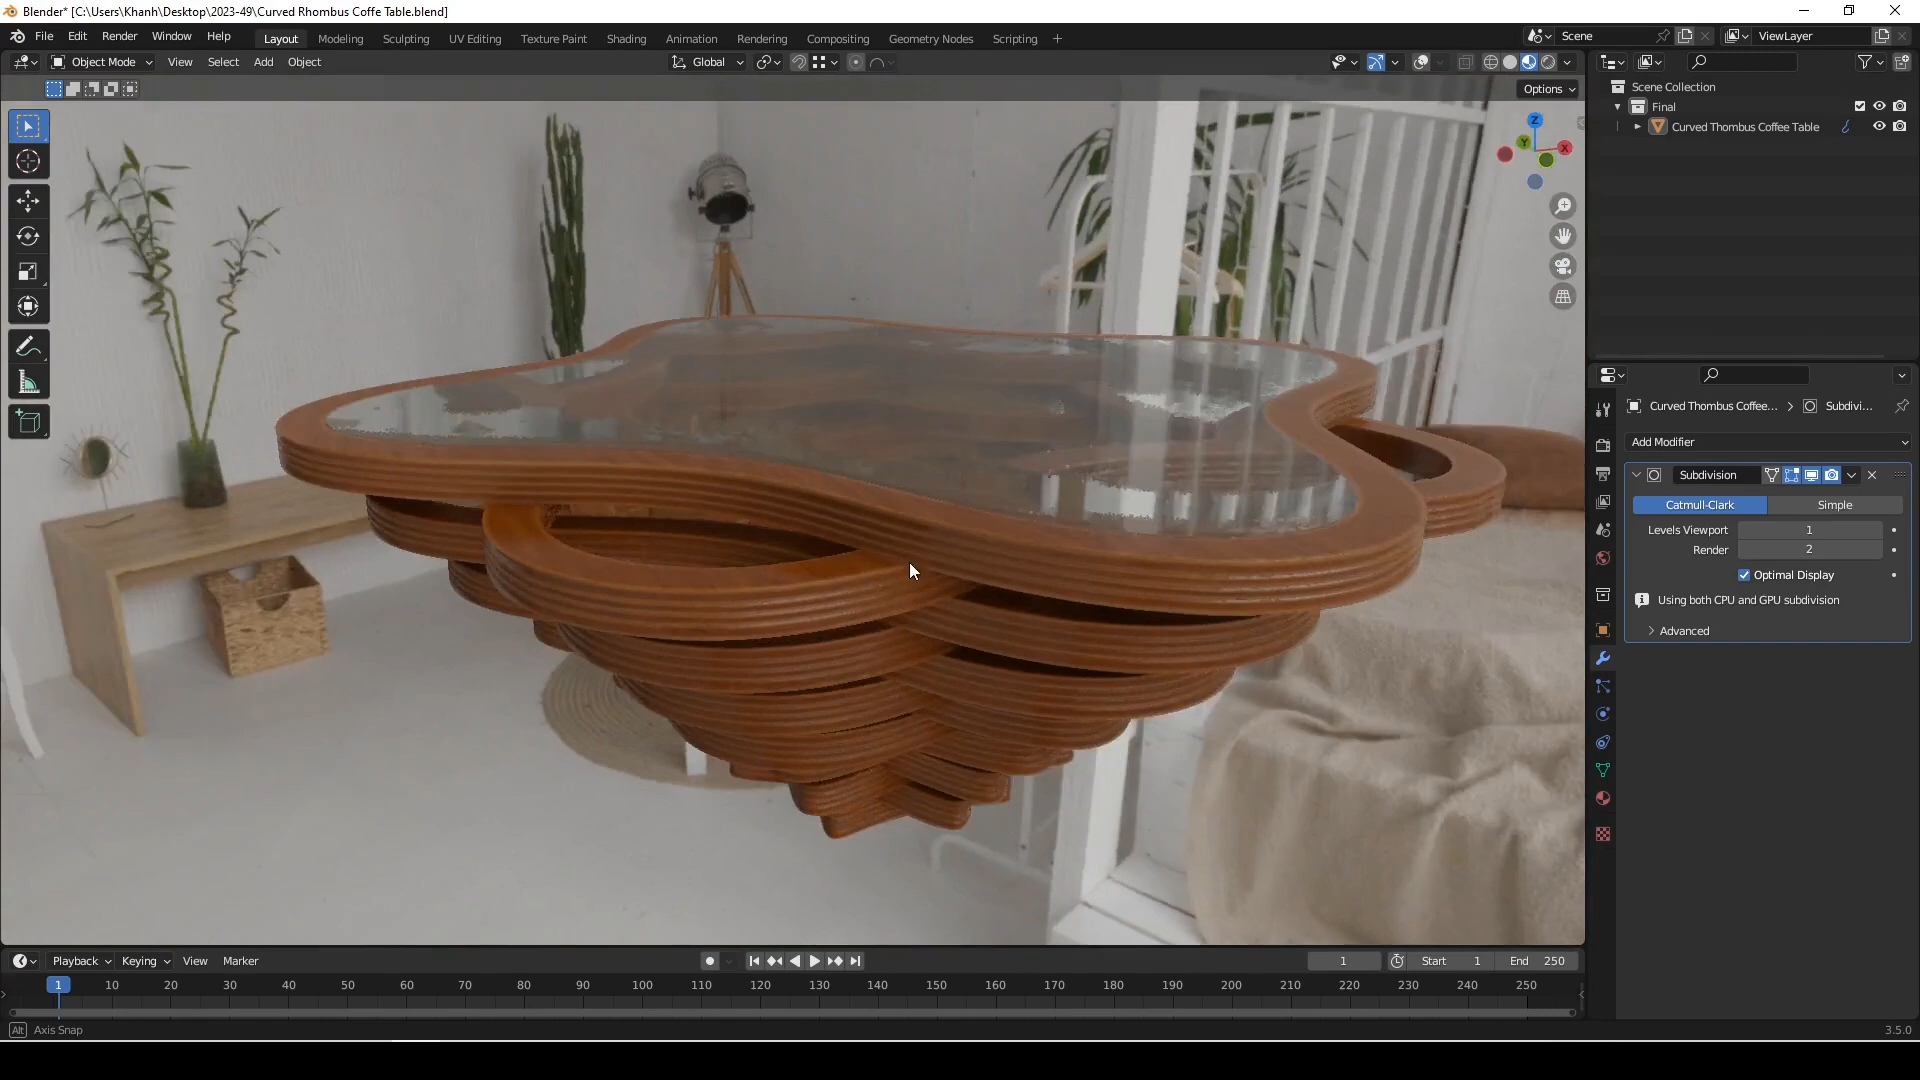 Blender* [C:\Users\Khanh\Desktop\2023-49\Curved Rhombus Coffe Table.blend]
File Edit Render Window Help Layout Modeling Sculpting UV Editing Texture Paint Shading Animation Rendering Compositing Geometry Nodes Scripting + Scene ViewLayer
Object Mode View Select Add Object Global
Options
Scene Collection
Final
Curved Thombus Coffee Table
Z
Y X
Curved Thombus Coffee... > Subdivi...
Add Modifier
Subdivision
Catmull-Clark Simple
Levels Viewport 1
Render 2
Optimal Display
Using both CPU and GPU subdivision
> Advanced
Playback Keying View Marker 1 Start 1 End 250
1 10 20 30 40 50 60 70 80 90 100 110 120 130 140 150 160 170 180 190 200 210 220 230 240 250
Alt Axis Snap 3.5.0